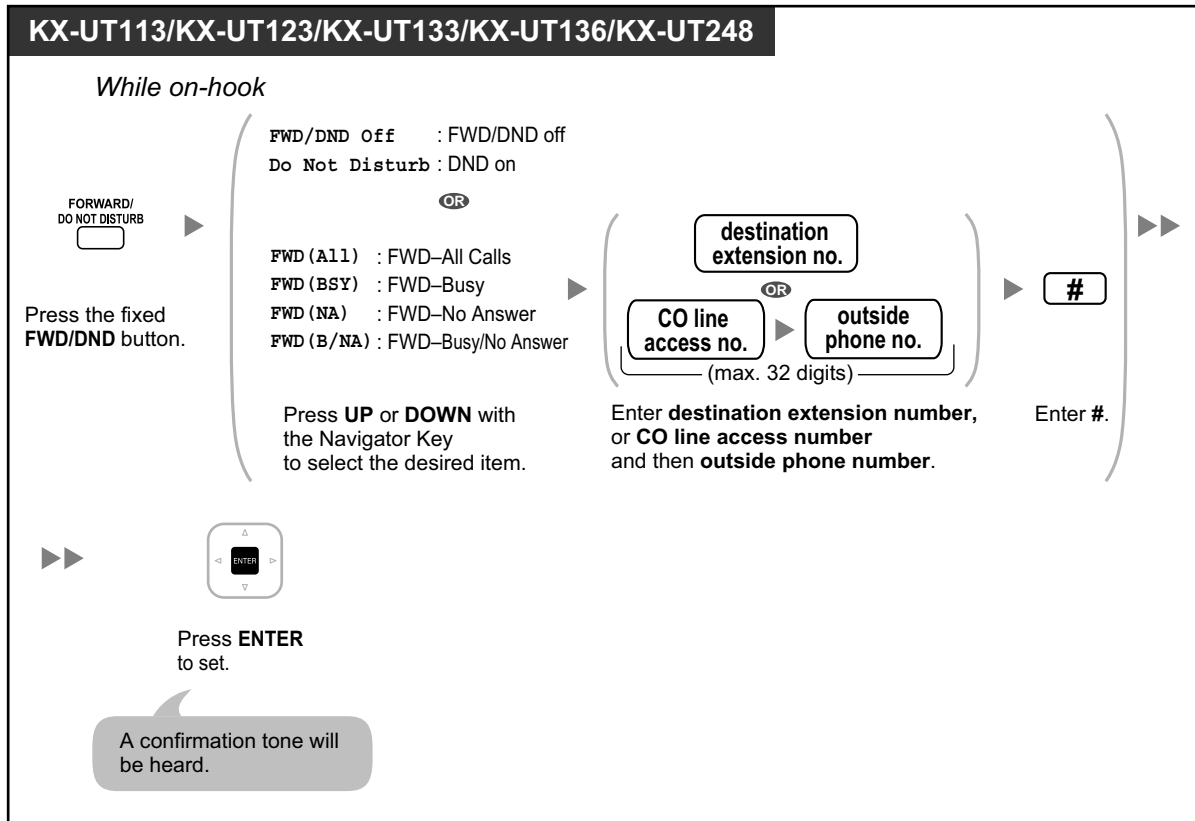 KX-UT113/KX-UT123/KX-UT133/KX-UT136/KX-UT248
While on-hook
FORWARD/
DO NOT DISTURB
Press the fixed
FWD/DND button.
FWD/DND Off : FWD/DND off
Do Not Disturb : DND on
OR
FWD(All) : FWD–All Calls
FWD(BSY) : FWD–Busy
FWD(NA) : FWD–No Answer
FWD(B/NA) : FWD–Busy/No Answer
Press UP or DOWN with
the Navigator Key
to select the desired item.
destination
extension no.
OR
CO line
access no.
outside
phone no.
(max. 32 digits)
Enter destination extension number,
or CO line access number
and then outside phone number.
#
Enter #.
ENTER
Press ENTER
to set.
A confirmation tone will
be heard.